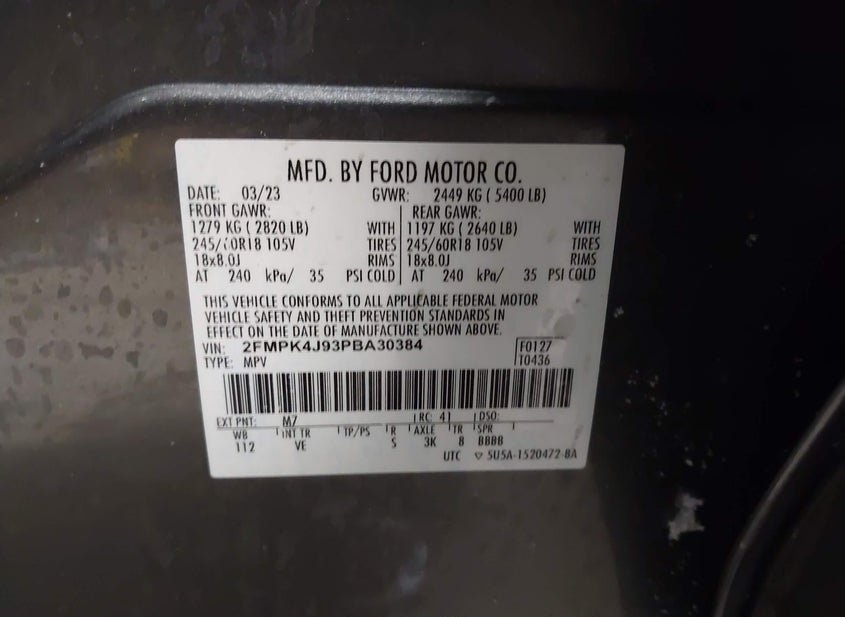 MFD. BY FORD MOTOR CO.
DATE: 03/23 GVWR: 2449 KG ( 5400 LB)
FRONT GAWR: REAR GAWR:
1279 KG ( 2820 LB) WITH 1197 KG ( 2640 LB) WITH
TIRES 245/60R18 105V TIRES
18x8.0J RIMS 18x8.0J RIMS
AT 240 kPa/ 35 PSI COLD AT 240 kPa/ 35 PSI COLD
THIS VEHICLE CONFORMS TO ALL APPLICABLE FEDERAL MOTOR
VEHICLE SAFETY AND THEFT PREVENTION STANDARDS IN
EFFECT ON THE DATE OF MANUFACTURE SHOWN ABOVE.
VIN: 2FMPK4J93PBA30384 F0127
TYPE: MPV T0436
EXT PNT: M7 RC: 41 DSO:
WB INT TR TP/PS R AXLE TR SPR
112 VE 5 3K 8 BBBB
UTC ▽ 5U5A-1520472-BA